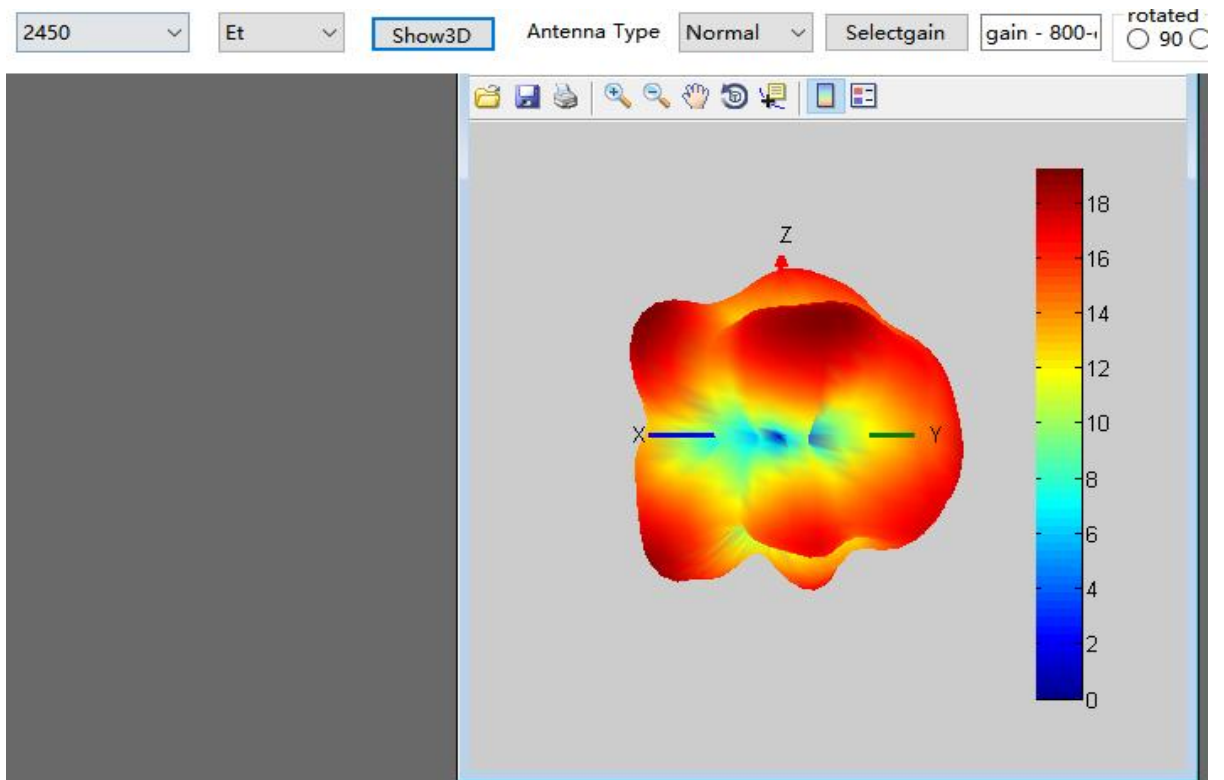 2450
Et
Show3D
Antenna Type
Normal
Selectgain
gain - 800-
rotated
90
Z
X
Y
18
16
14
12
10
8
6
4
2
0